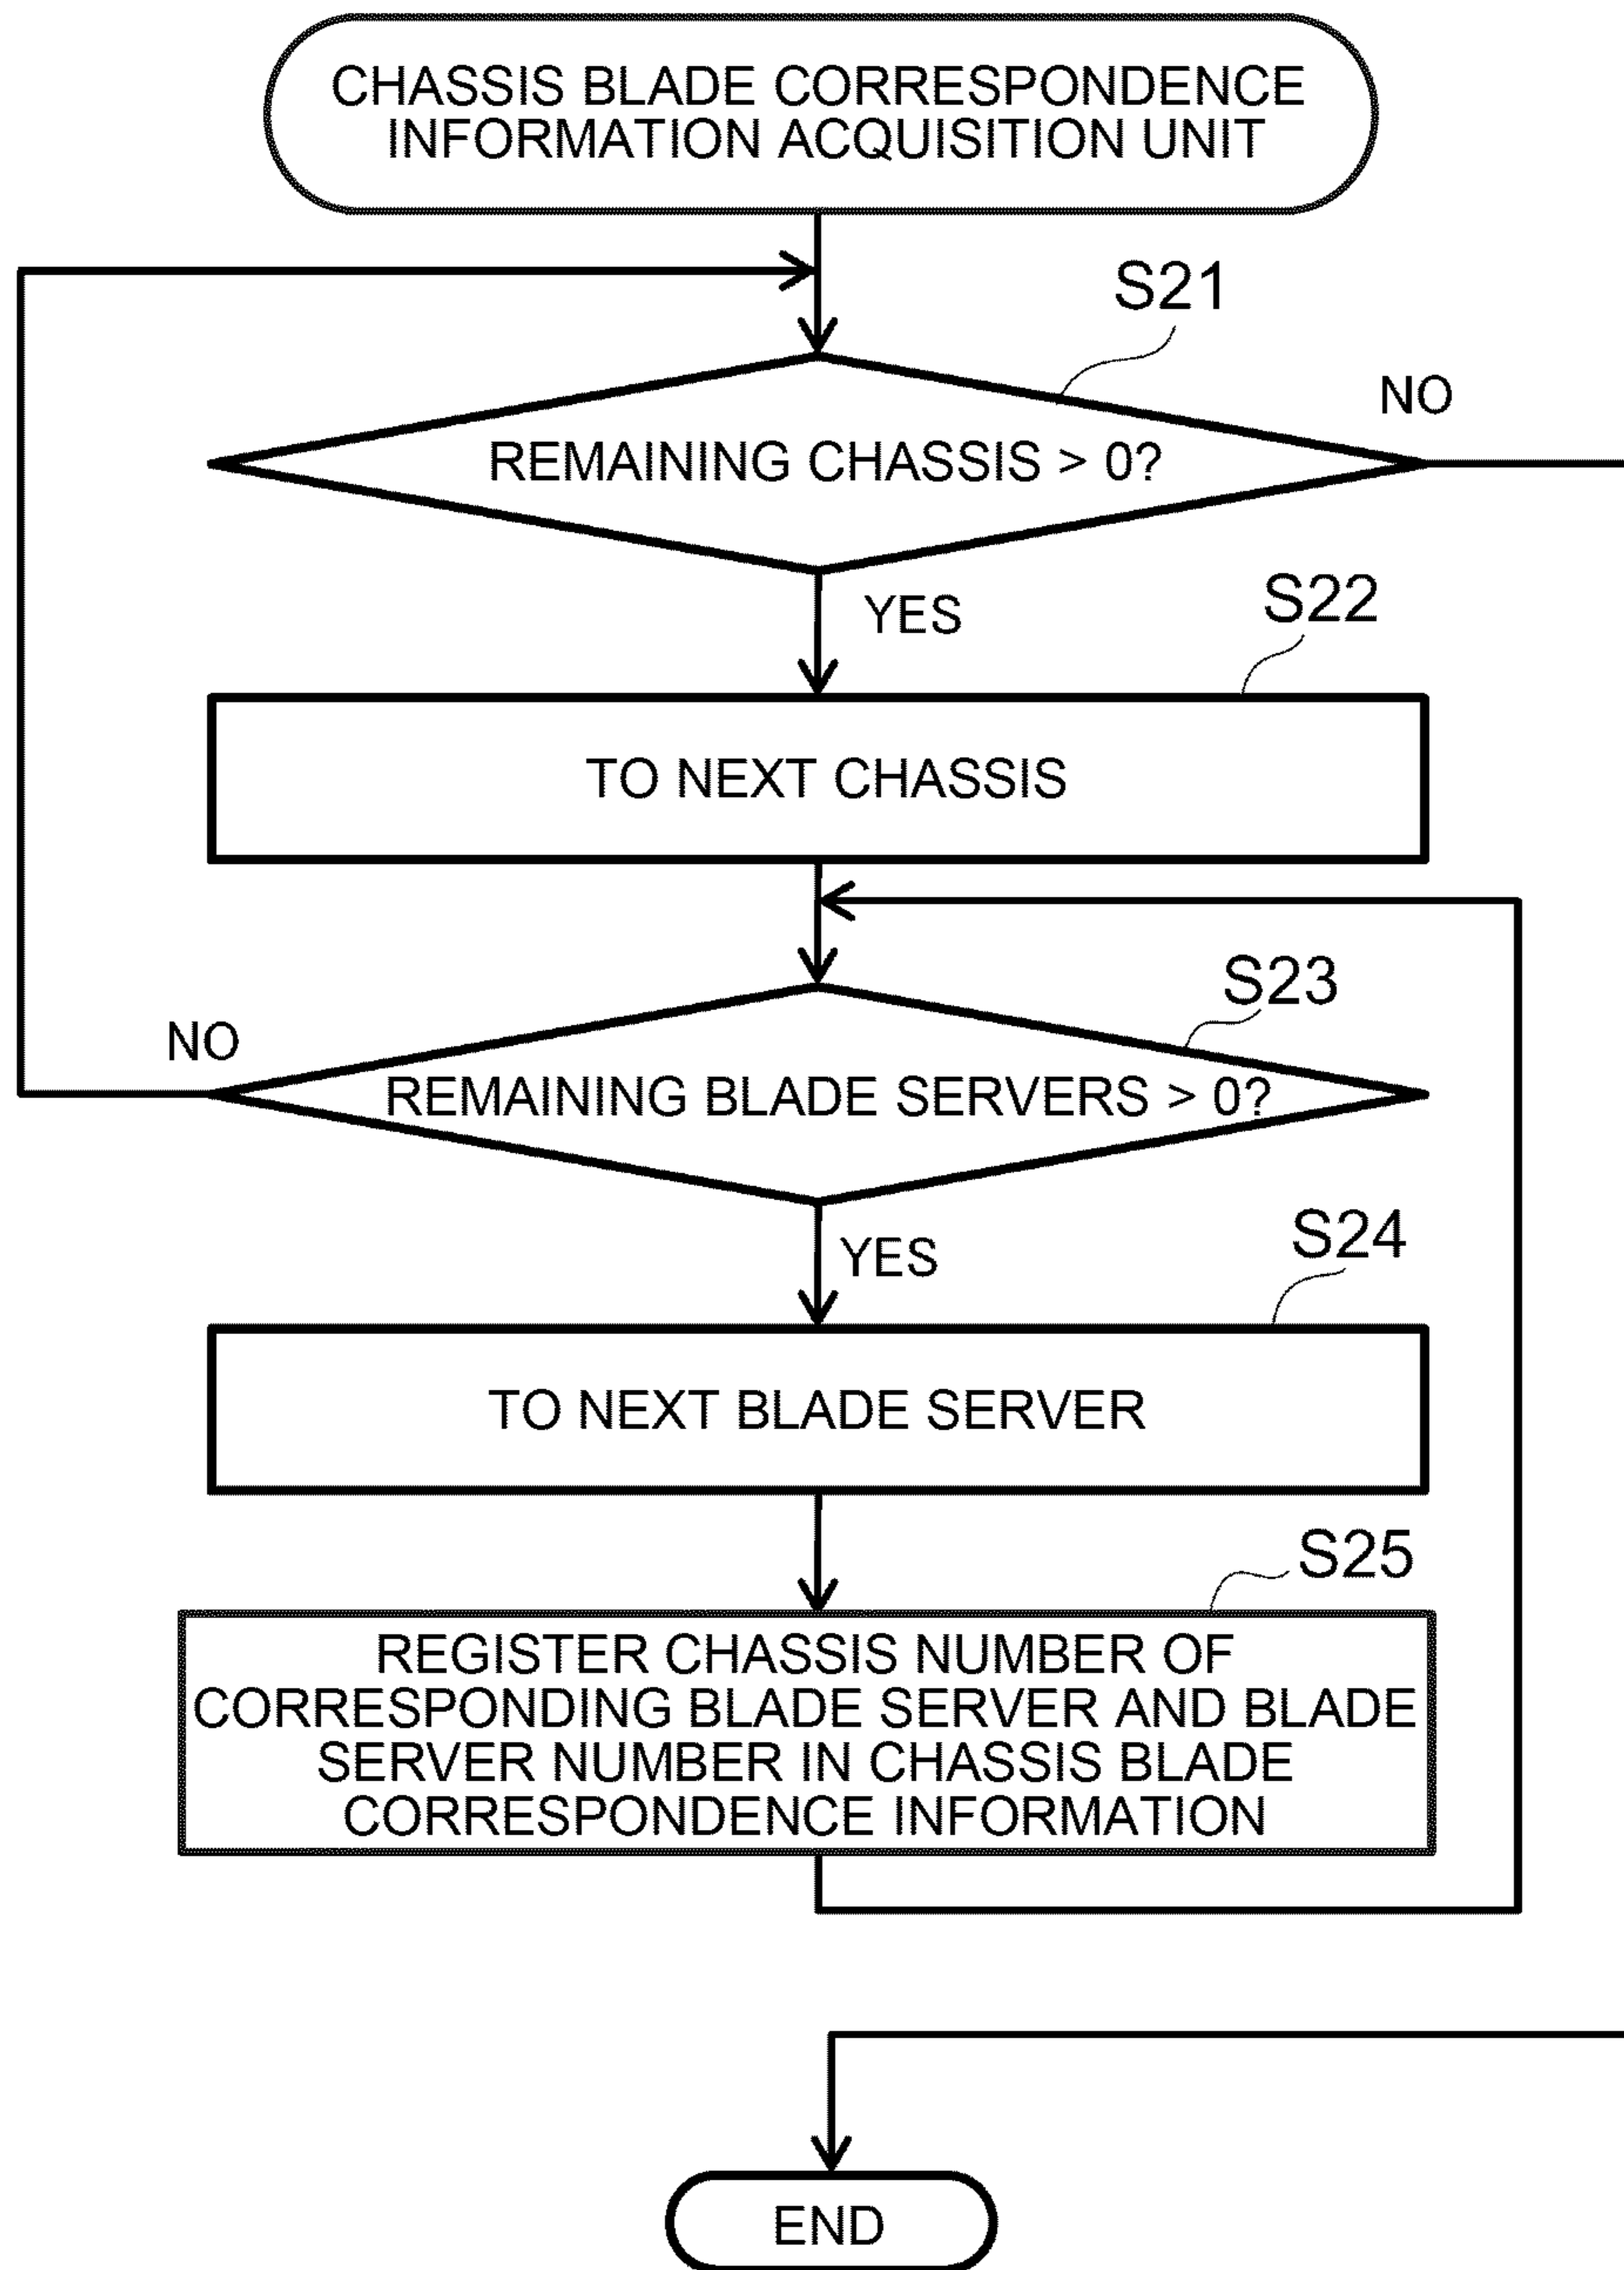 CHASSIS BLADE CORRESPONDENCE
INFORMATION ACQUISITION UNIT
S21
NO
REMAINING CHASSIS > 0?
YES
S22
TO NEXT CHASSIS
S23
NO
REMAINING BLADE SERVERS > 0?
YES
S24
TO NEXT BLADE SERVER
S25
REGISTER CHASSIS NUMBER OF
CORRESPONDING BLADE SERVER AND BLADE
SERVER NUMBER IN CHASSIS BLADE
CORRESPONDENCE INFORMATION
END